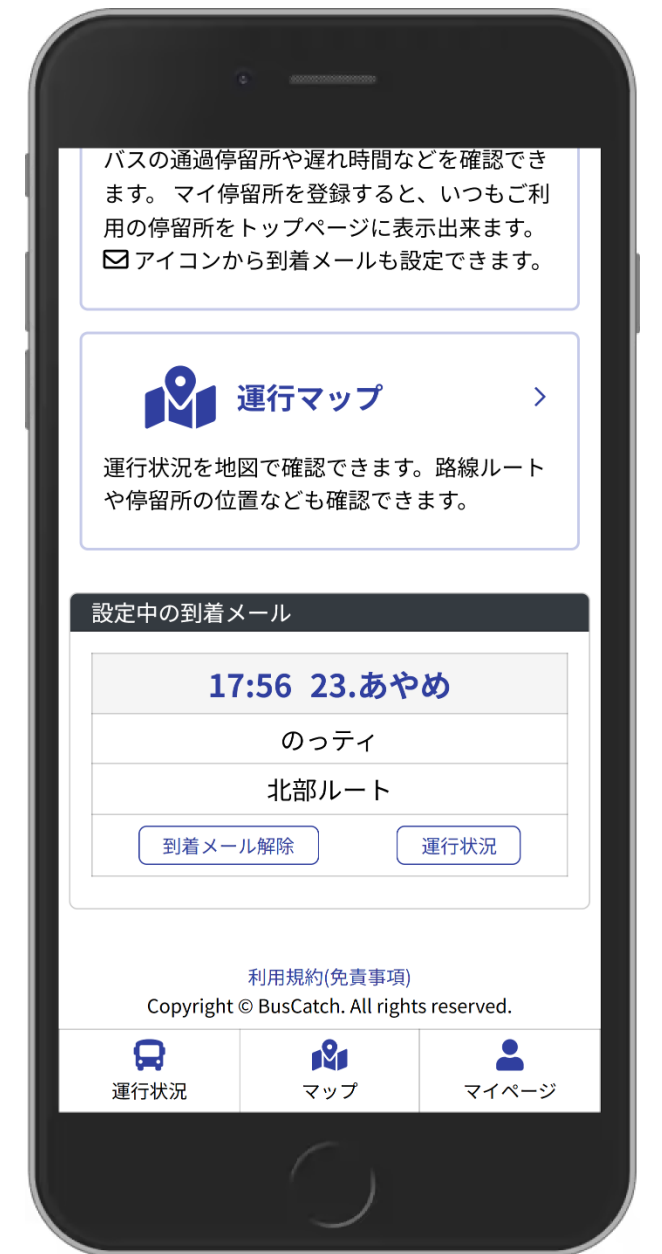 バスの通過停留所や遅れ時間などを確認でき
ます。 マイ停留所を登録すると、いつもご利
用の停留所をトップページに表示出来ます。
アイコンから到着メールも設定できます。
運行マップ
運行状況を地図で確認できます。路線ルート
や停留所の位置なども確認できます。
設定中の到着メール
17:56 23.あやめ
のっティ
北部ルート
到着メール解除
運行状況
利用規約(免責事項)
Copyright © BusCatch. All rights reserved.
運行状況
マップ
マイページ